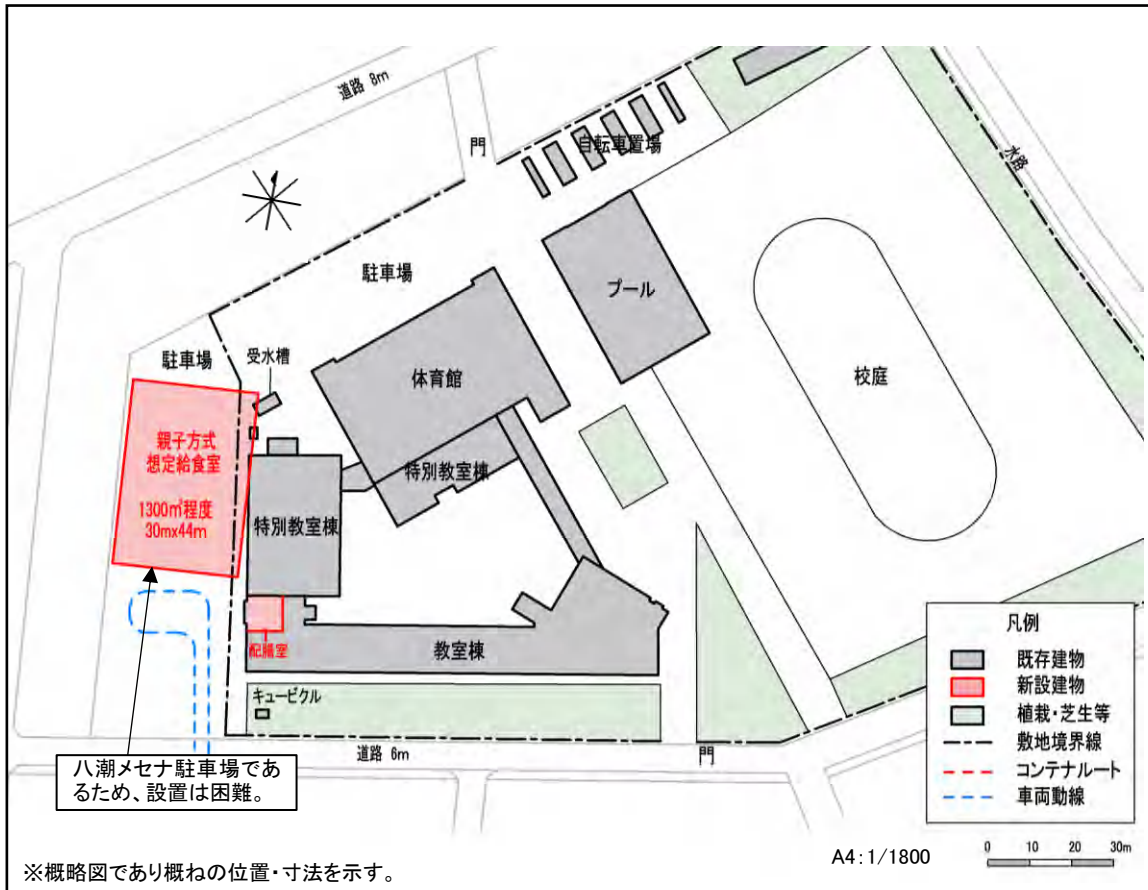 道路 8m
門
自転車置場
水路
駐車場
プール
駐車場
受水槽
体育館
校庭
親子方式
想定給食室
1300㎡程度
30mx44m
特別教室棟
特別教室棟
配膳室
教室棟
キュービクル
道路 6m
門
八潮メセナ駐車場であ
るため、設置は困難。
凡例
既存建物
新設建物
植栽・芝生等
敷地境界線
コンテナルート
車両動線
A4:1/1800
0 10 20 30m
※概略図であり概ねの位置・寸法を示す。